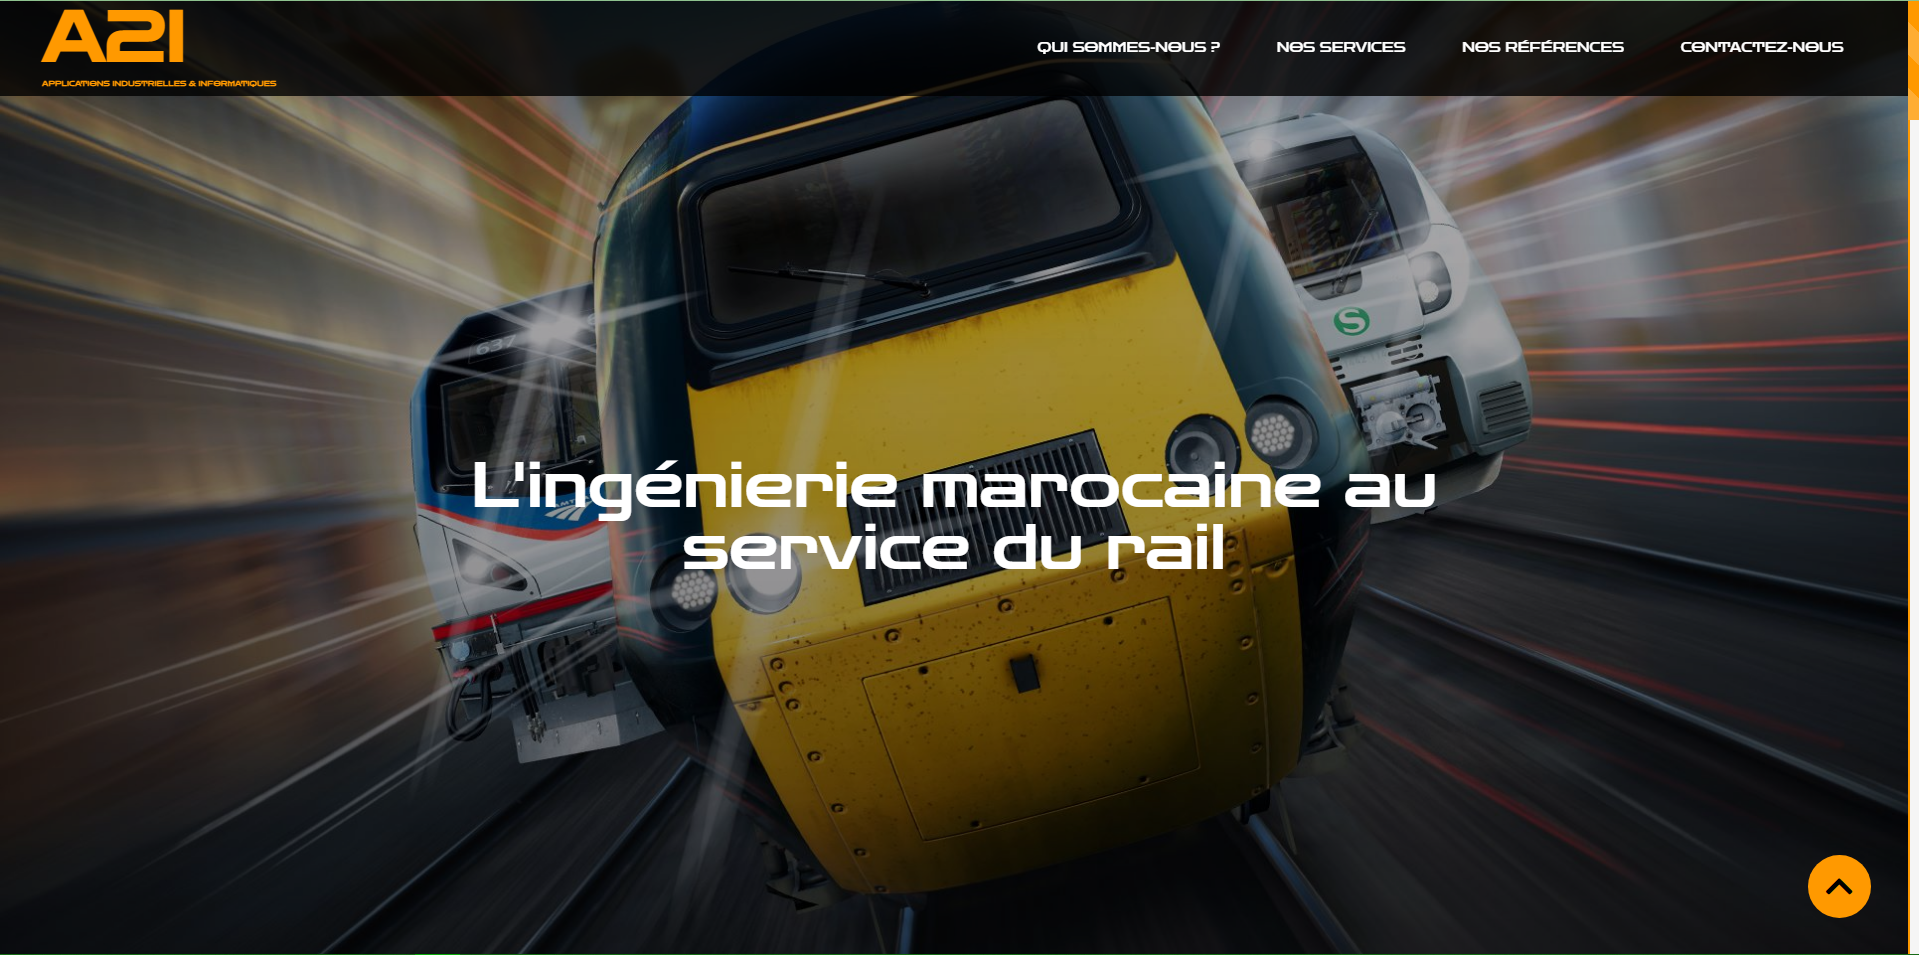 A2I
APPLICATIONS INDUSTRIELLES & INFORMATIQUES
QUI SOMMES-NOUS ?
NOS SERVICES
NOS RÉFÉRENCES
CONTACTEZ-NOUS
637
S
L'ingénierie marocaine au
service du rail